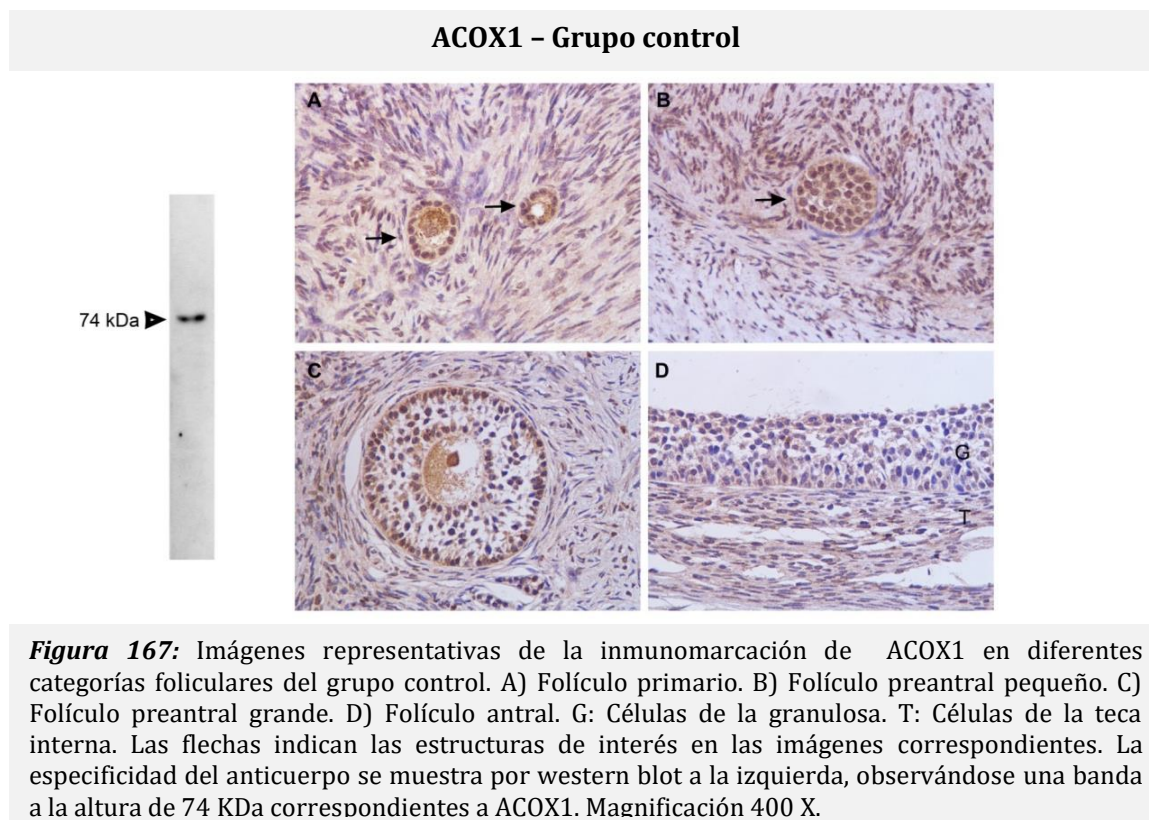 ACOX1 – Grupo control
A
B
74 kDa
C
D
G
T
Figura 167: Imágenes representativas de la inmunomarcación de ACOX1 en diferentes
categorías foliculares del grupo control. A) Folículo primario. B) Folículo preantral pequeño. C)
Folículo preantral grande. D) Folículo antral. G: Células de la granulosa. T: Células de la teca
interna. Las flechas indican las estructuras de interés en las imágenes correspondientes. La
especificidad del anticuerpo se muestra por western blot a la izquierda, observándose una banda
a la altura de 74 KDa correspondientes a ACOX1. Magnificación 400 X.